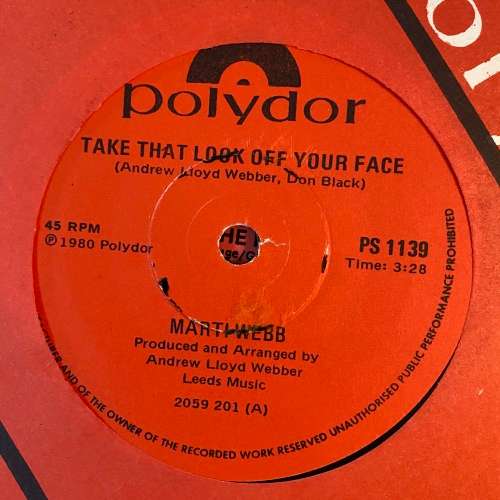 polydor
TAKE THAT LOOK OFF YOUR FACE
(Andrew Lloyd Webber, Don Black)
45 RPM
℗ 1980 Polydor
PS 1139
Time: 3:28
MARTI WEBB
Produced and Arranged by
Andrew Lloyd Webber
Leeds Music
2059 201 (A)
AND OF THE OWNER OF THE RECORDED WORK RESERVED UNAUTHORISED PUBLIC PERFORMANCE PROHIBITED